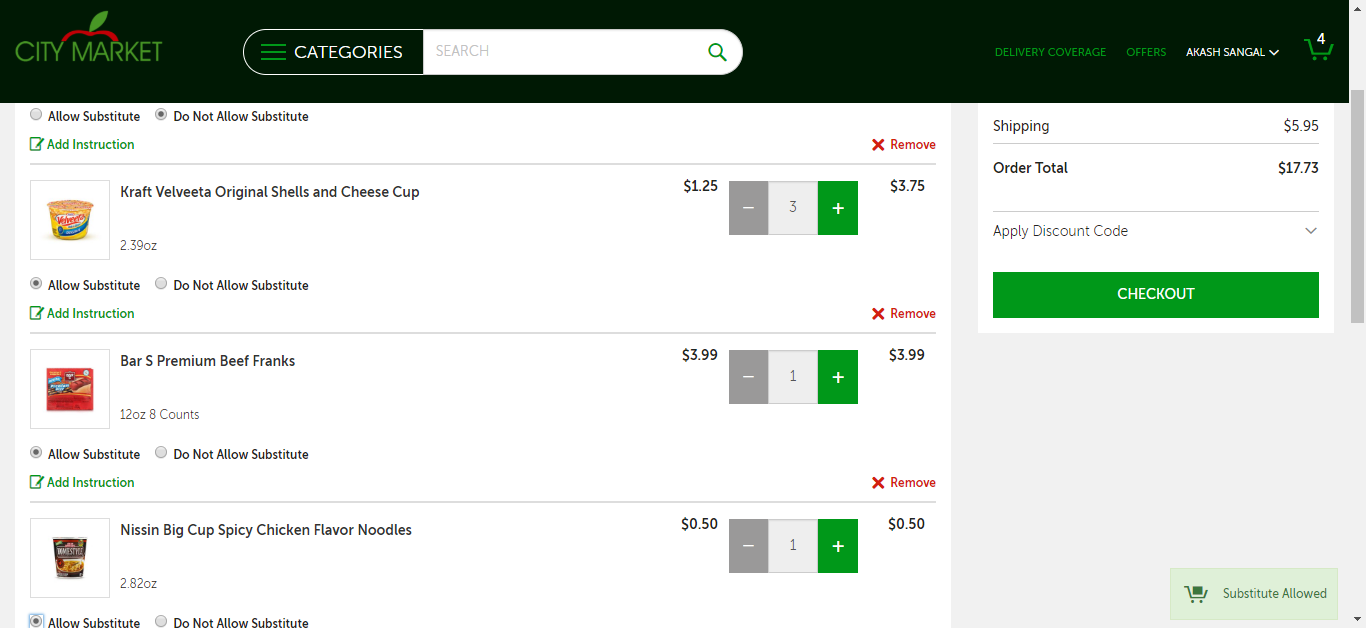 CITY MARKET
CATEGORIES
SEARCH
DELIVERY COVERAGE
OFFERS
AKASH SANGAL
4
Allow Substitute Do Not Allow Substitute
Add Instruction
Remove
Kraft Velveeta Original Shells and Cheese Cup
$1.25
3
$3.75
Velveeta
2.39oz
Allow Substitute Do Not Allow Substitute
Add Instruction
Remove
Bar S Premium Beef Franks
$3.99
1
$3.99
12oz 8 Counts
Allow Substitute Do Not Allow Substitute
Add Instruction
Remove
Nissin Big Cup Spicy Chicken Flavor Noodles
$0.50
1
$0.50
HOMESTYLE
2.82oz
Allow Substitute Do Not Allow Substitute
Shipping $5.95
Order Total $17.73
Apply Discount Code
CHECKOUT
Substitute Allowed